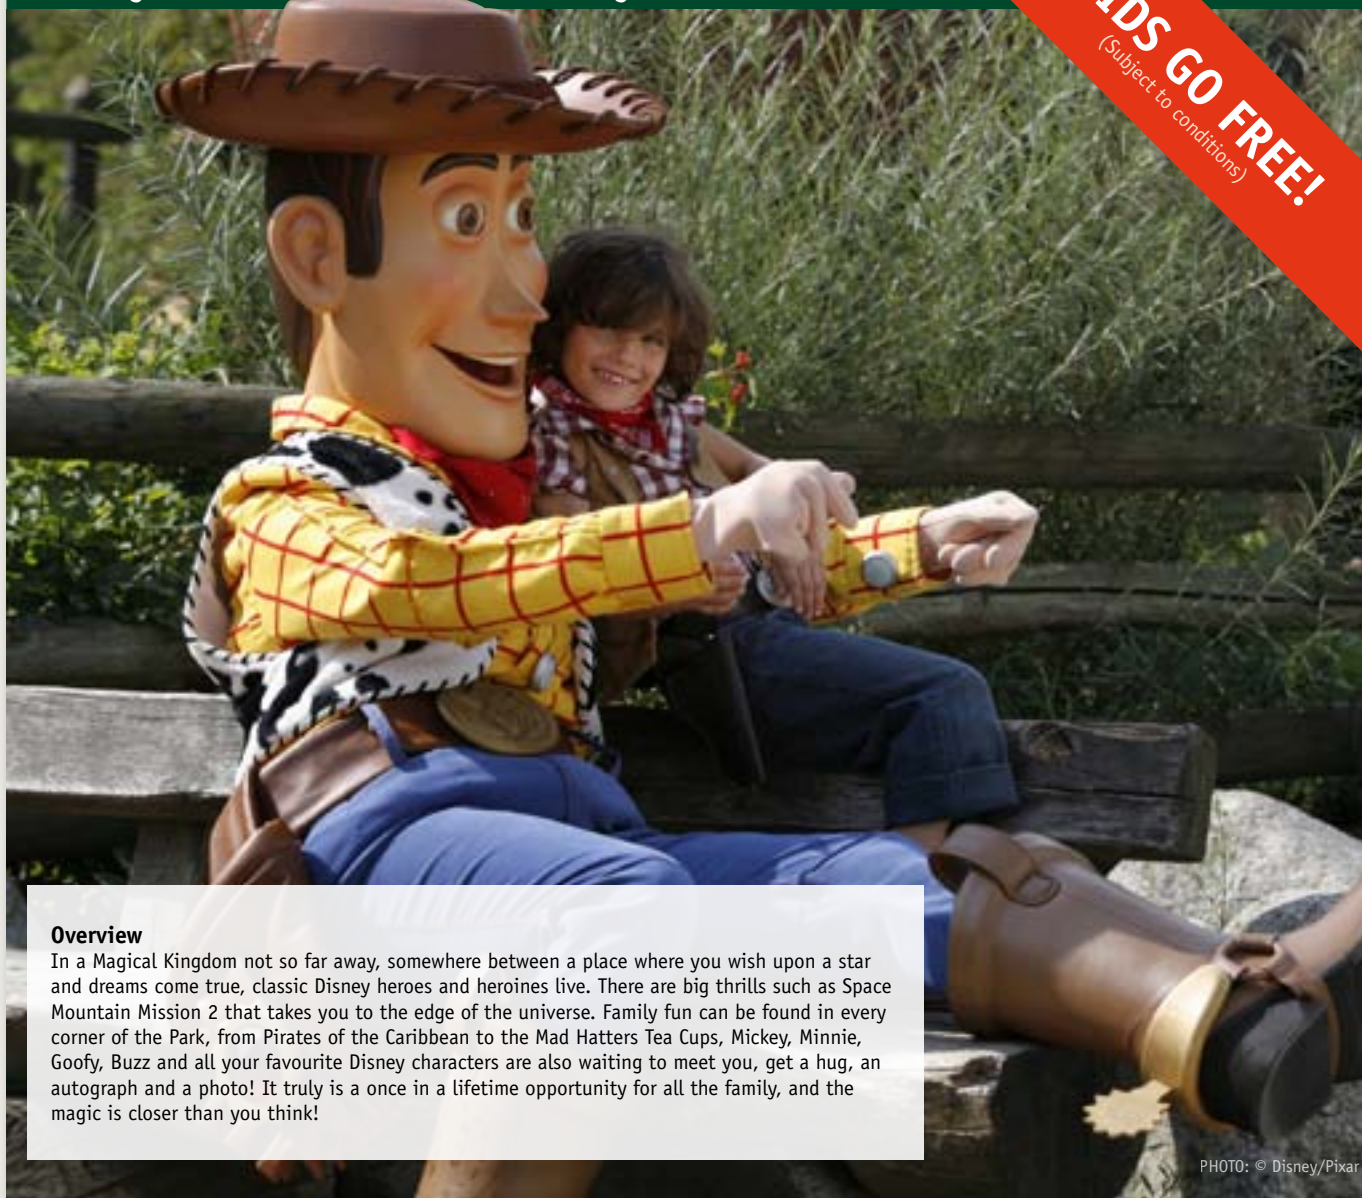 IDS GO FREE!
(Subject to conditions)
Overview
In a Magical Kingdom not so far away, somewhere between a place where you wish upon a star
and dreams come true, classic Disney heroes and heroines live. There are big thrills such as Space
Mountain Mission 2 that takes you to the edge of the universe. Family fun can be found in every
corner of the Park, from Pirates of the Caribbean to the Mad Hatters Tea Cups, Mickey, Minnie,
Goofy, Buzz and all your favourite Disney characters are also waiting to meet you, get a hug, an
autograph and a photo! It truly is a once in a lifetime opportunity for all the family, and the
magic is closer than you think!
PHOTO: © Disney/Pixar